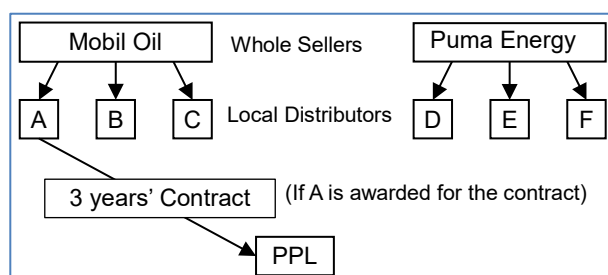 Mobil Oil Whole Sellers Puma Energy
A B C Local Distributors D E F
3 years' Contract (If A is awarded for the contract)
PPL